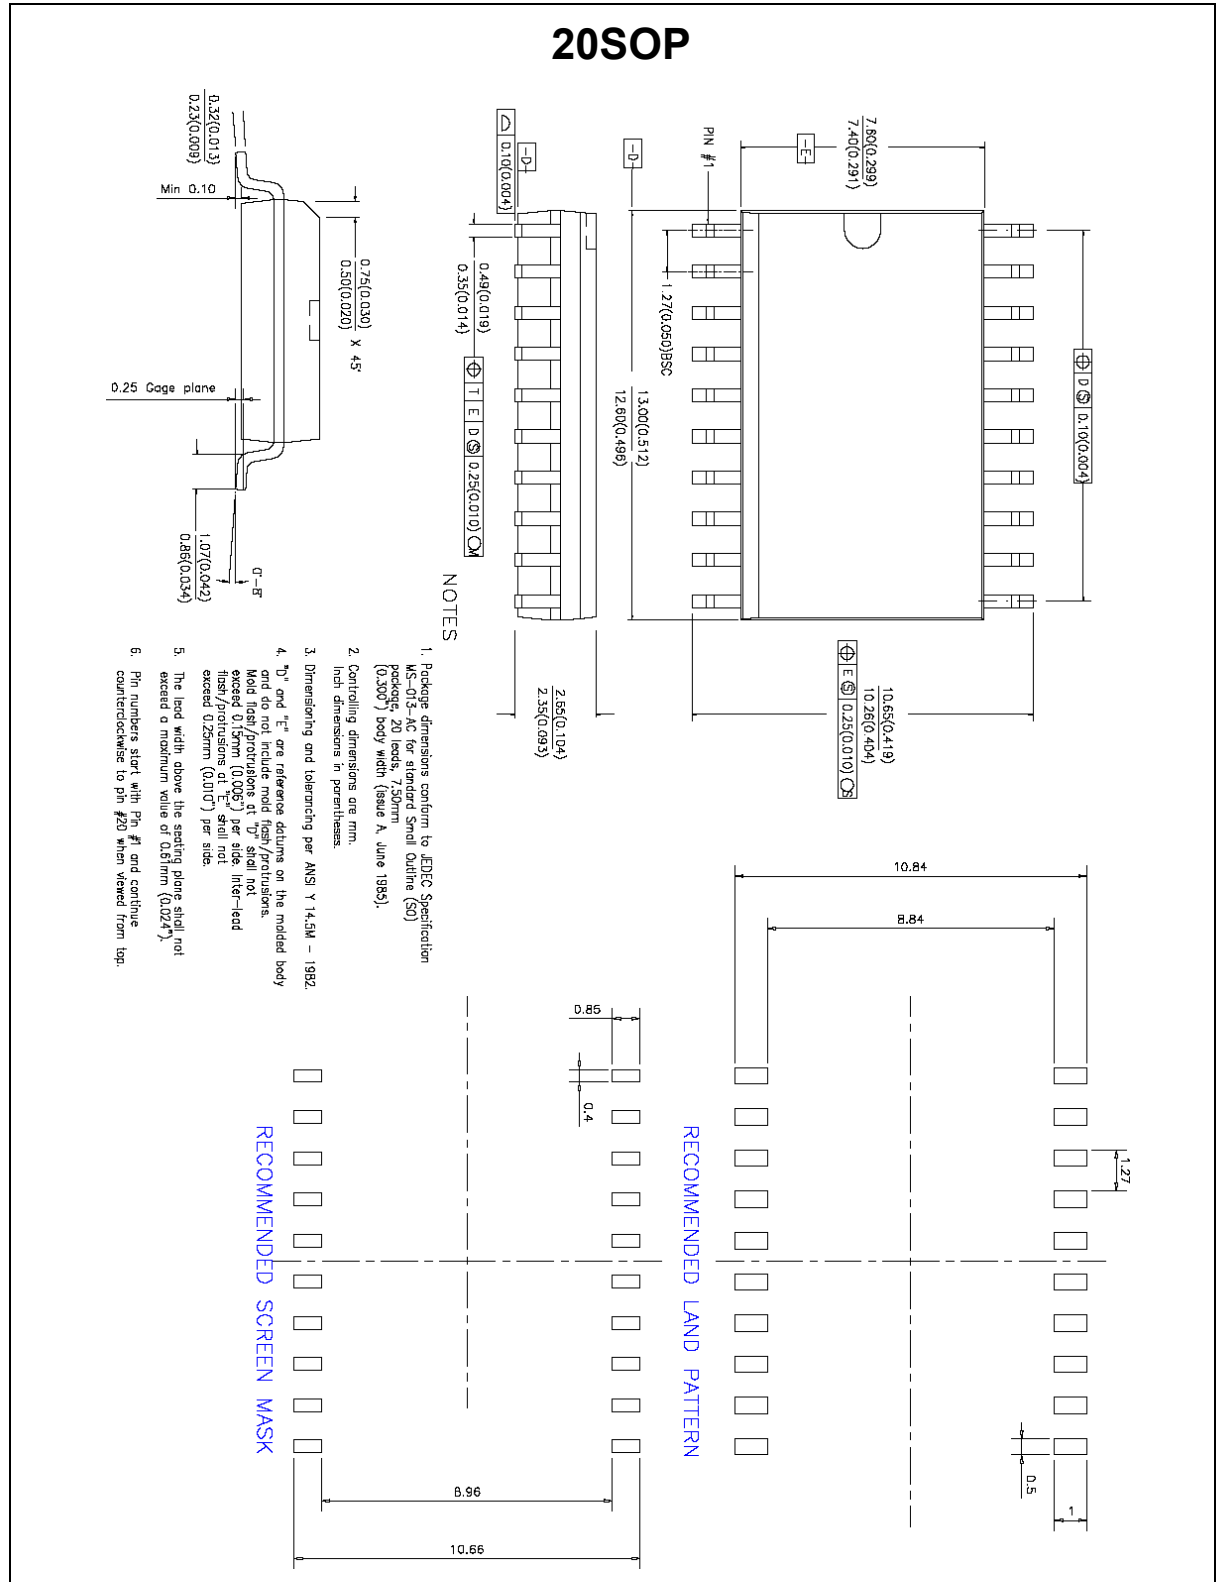 20SOP
0.32(0.013)
0.23(0.009)
Min 0.10
0.75(0.030)
0.50(0.020)
X 45°
0.25 Gage plane
1.07(0.042)
0.86(0.034)
0°-8°
0.10(0.004)
-D-
0.49(0.019)
0.35(0.014)
T E D Ⓢ 0.25(0.010) Ⓜ
2.65(0.104)
2.35(0.093)
-D-
13.00(0.512)
12.60(0.496)
PIN #1
1.27(0.050)BSC
-E-
7.60(0.299)
7.40(0.291)
D Ⓢ 0.10(0.004)
10.65(0.419)
10.26(0.404)
E Ⓢ 0.25(0.010) Ⓢ
NOTES
1. Package dimensions conform to JEDEC Specification
MS-013-AC for standard Small Outline (SO)
package, 20 leads, 7.50mm
(0.300") body width (issue A, June 1985).
2. Controlling dimensions are mm.
Inch dimensions in parentheses.
3. Dimensioning and tolerancing per ANSI Y 14.5M - 1982.
4. "D" and "E" are reference datums on the molded body
and do not include mold flash/protrusions.
Mold flash/protrusions at "D" shall not
exceed 0.15mm (0.006") per side. Inter-lead
flash/protrusions at "E" shall not
exceed 0.25mm (0.010") per side.
5. The lead width above the seating plane shall not
exceed a maximum value of 0.61mm (0.024").
6. Pin numbers start with Pin #1 and continue
counterclockwise to pin #20 when viewed from top.
10.84
8.84
1.27
0.5
1
RECOMMENDED LAND PATTERN
0.85
0.4
8.96
10.66
RECOMMENDED SCREEN MASK